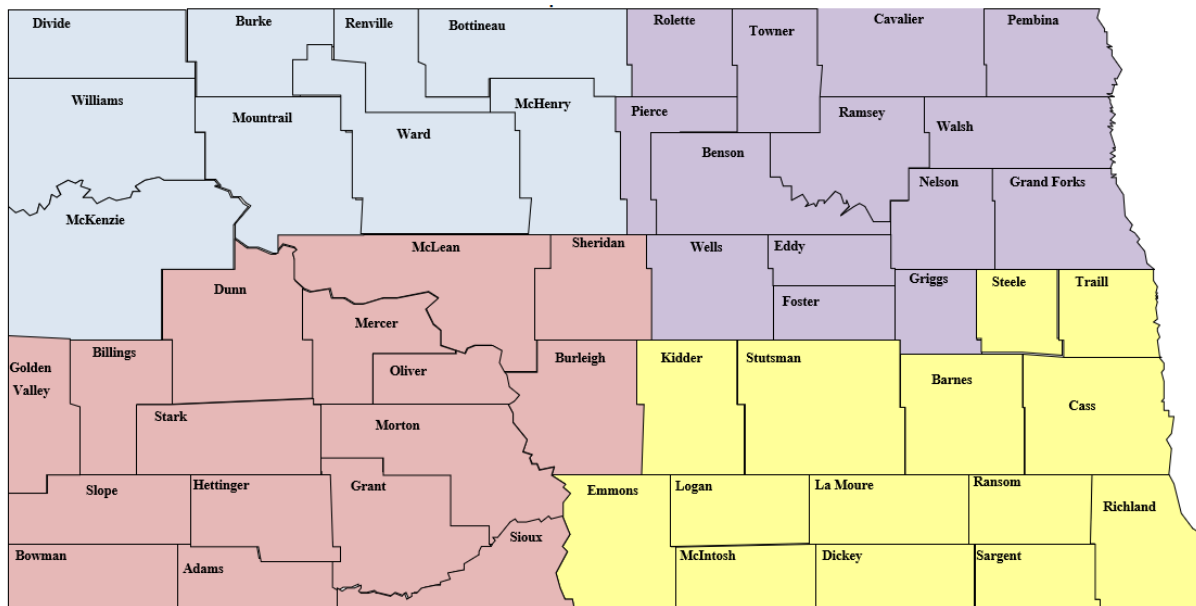 Divide
Burke
Renville
Bottineau
Rolette
Towner
Cavalier
Pembina
Williams
Mountrail
Ward
McHenry
Pierce
Benson
Ramsey
Walsh
Nelson
Grand Forks
McKenzie
McLean
Sheridan
Wells
Eddy
Foster
Griggs
Steele
Traill
Dunn
Mercer
Oliver
Burleigh
Kidder
Stutsman
Barnes
Cass
Golden
Valley
Billings
Stark
Morton
Slope
Hettinger
Grant
Sioux
Emmons
Logan
La Moure
Ransom
Richland
Bowman
Adams
McIntosh
Dickey
Sargent